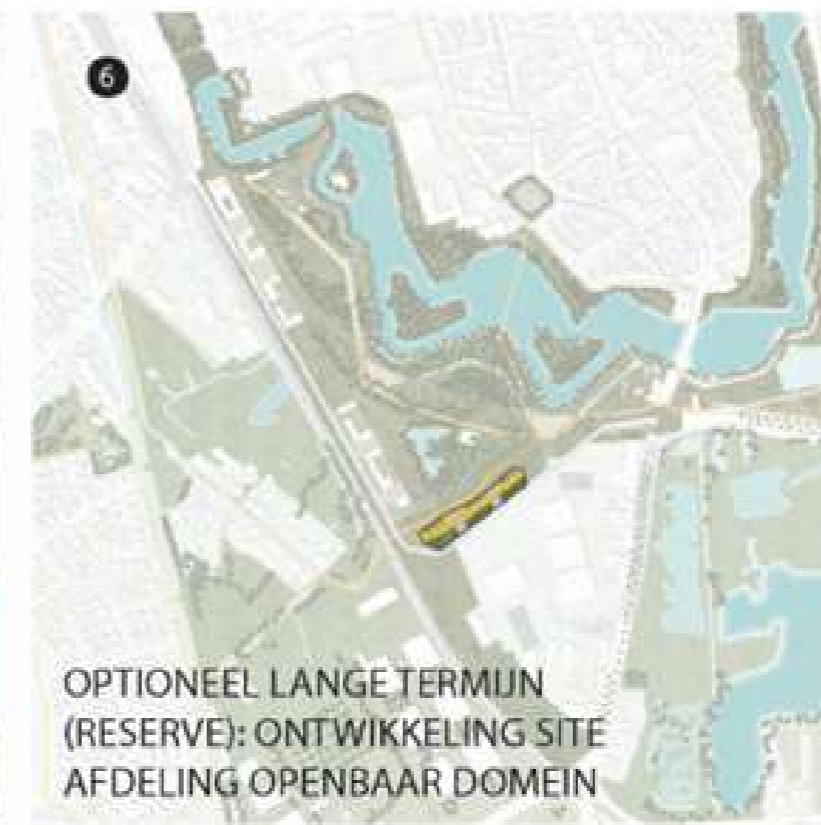 6
OPTIONEEL LANGE TERMIJN
(RESERVE): ONTWIKKELING SITE
AFDELING OPENBAAR DOMEIN